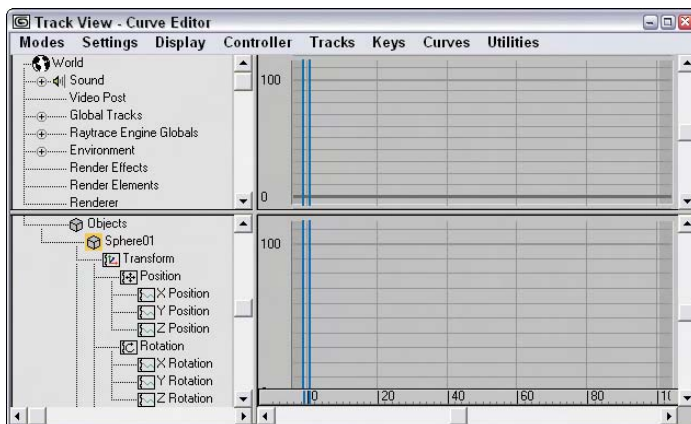 Track View - Curve Editor
Modes Settings Display Controller Tracks Keys Curves Utilities
World
Sound
Video Post
Global Tracks
Raytrace Engine Globals
Environment
Render Effects
Render Elements
Renderer
100
0
Objects
Sphere01
Transform
Position
X Position
Y Position
Z Position
Rotation
X Rotation
Y Rotation
Z Rotation
100
20 40 60 80